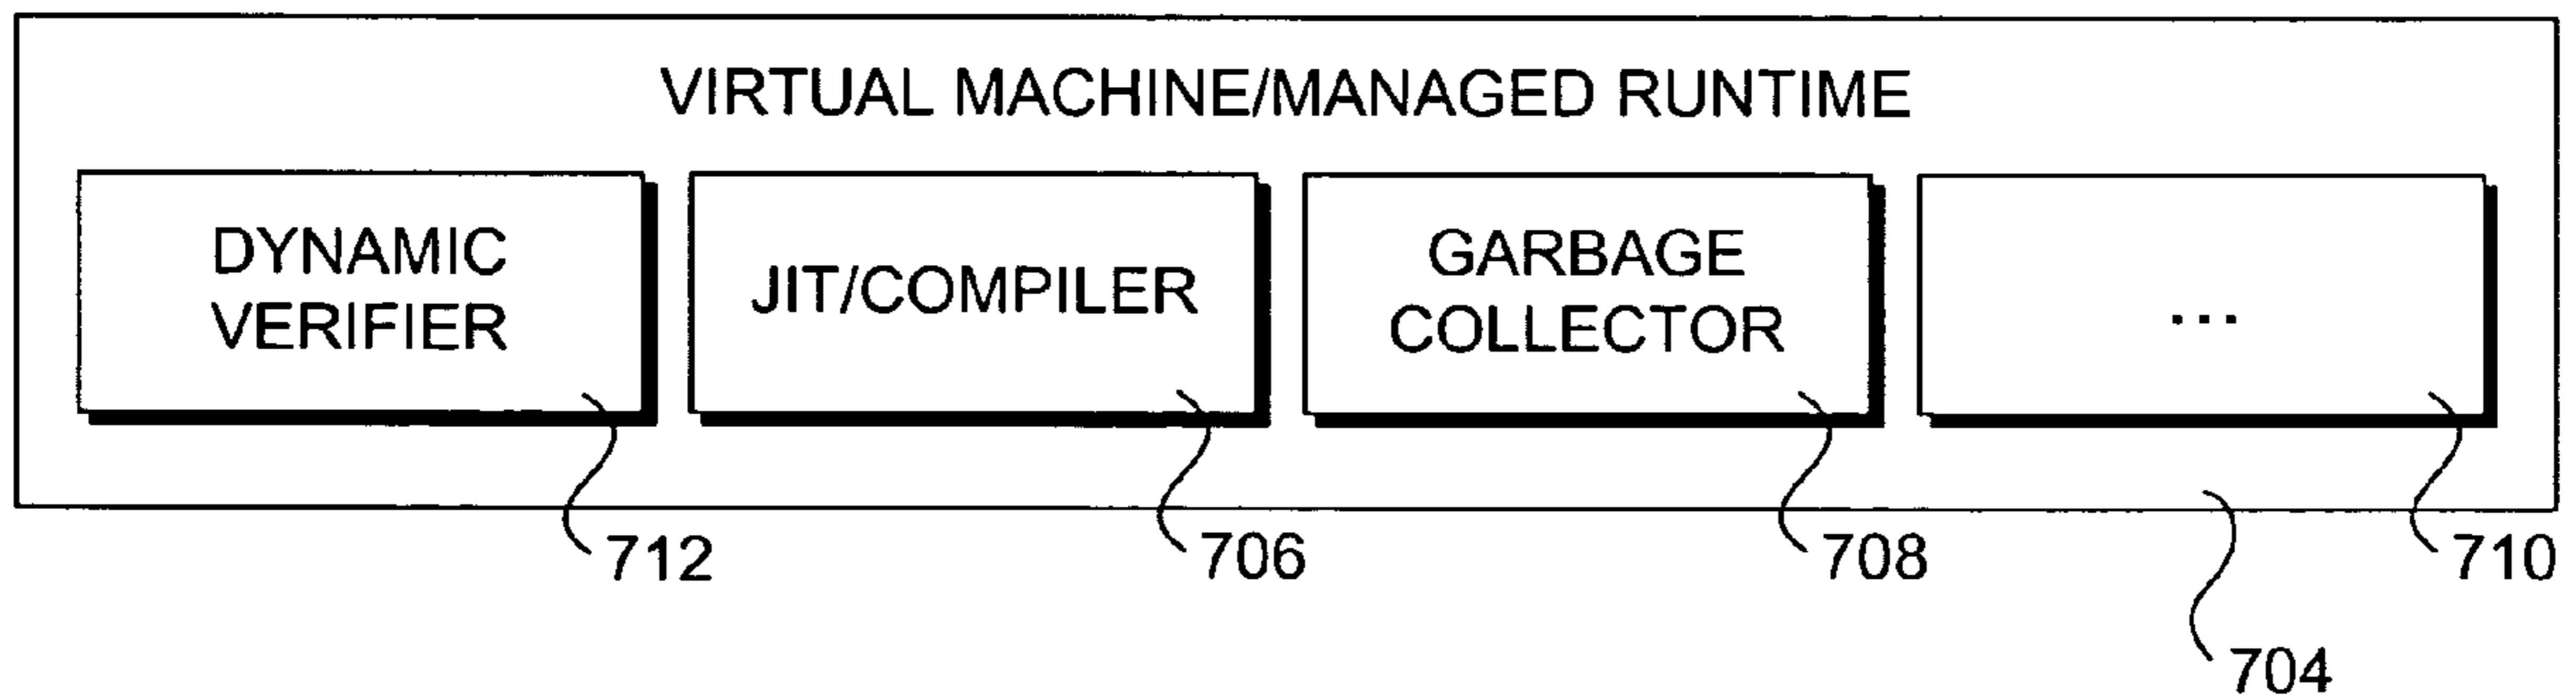 VIRTUAL MACHINE/MANAGED RUNTIME
DYNAMIC
VERIFIER
JIT/COMPILER
GARBAGE
COLLECTOR
...
712
706
708
710
704